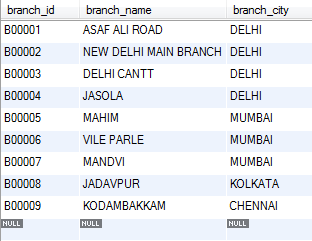 branch_id branch_name branch_city
B00001 ASAF ALI ROAD DELHI
B00002 NEW DELHI MAIN BRANCH DELHI
B00003 DELHI CANTT DELHI
B00004 JASOLA DELHI
B00005 MAHIM MUMBAI
B00006 VILE PARLE MUMBAI
B00007 MANDVI MUMBAI
B00008 JADAVPUR KOLKATA
B00009 KODAMBAKKAM CHENNAI
NULL NULL NULL